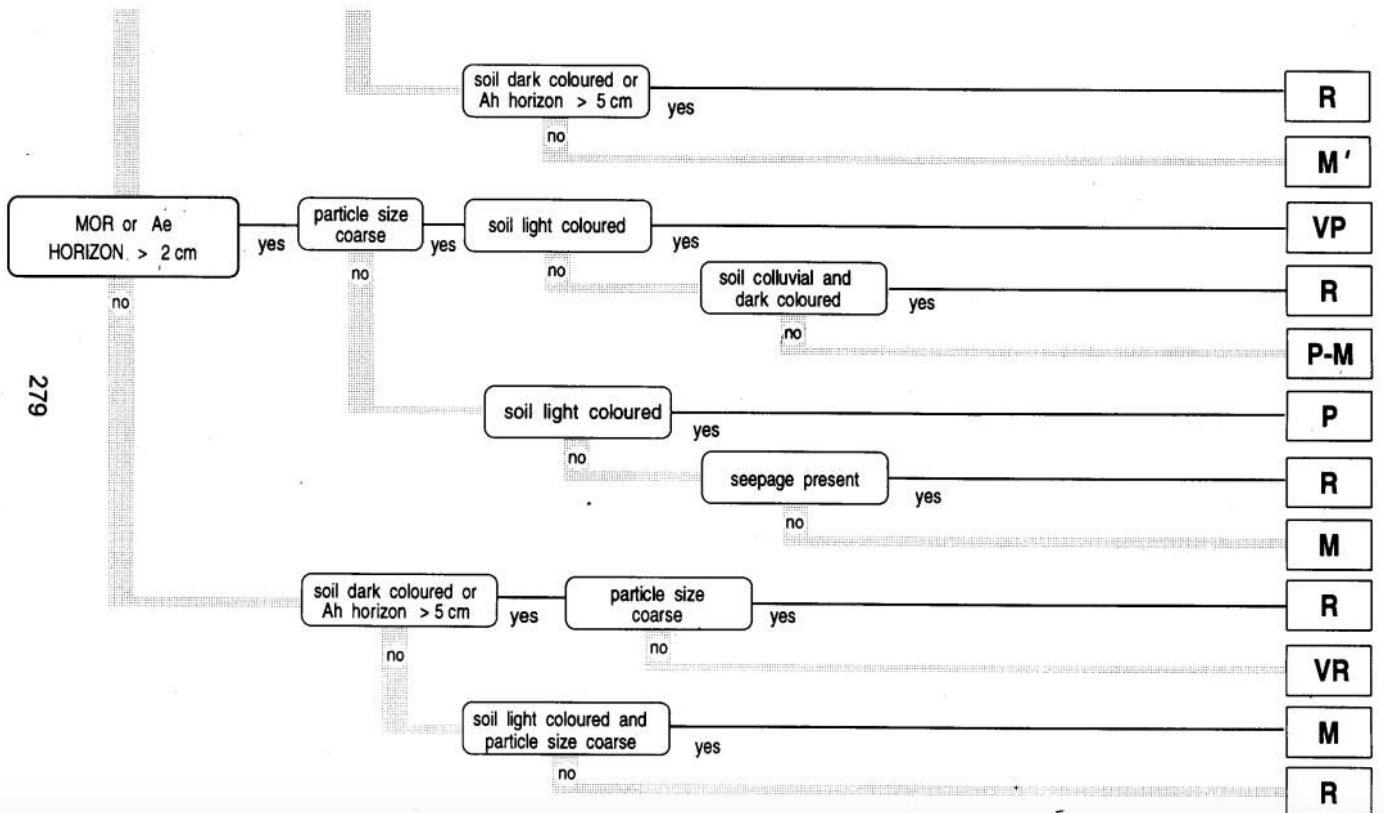 soil dark coloured or
Ah horizon > 5 cm
yes
R
no
M'
MOR or Ae
HORIZON. > 2 cm
yes
particle size
coarse
yes
soil light coloured
yes
VP
no
no
no
soil colluvial and
dark coloured
yes
R
no
P-M
279
soil light coloured
yes
P
no
seepage present
yes
R
no
M
soil dark coloured or
Ah horizon > 5 cm
yes
particle size
coarse
yes
R
no
no
VR
soil light coloured and
particle size coarse
yes
M
no
R